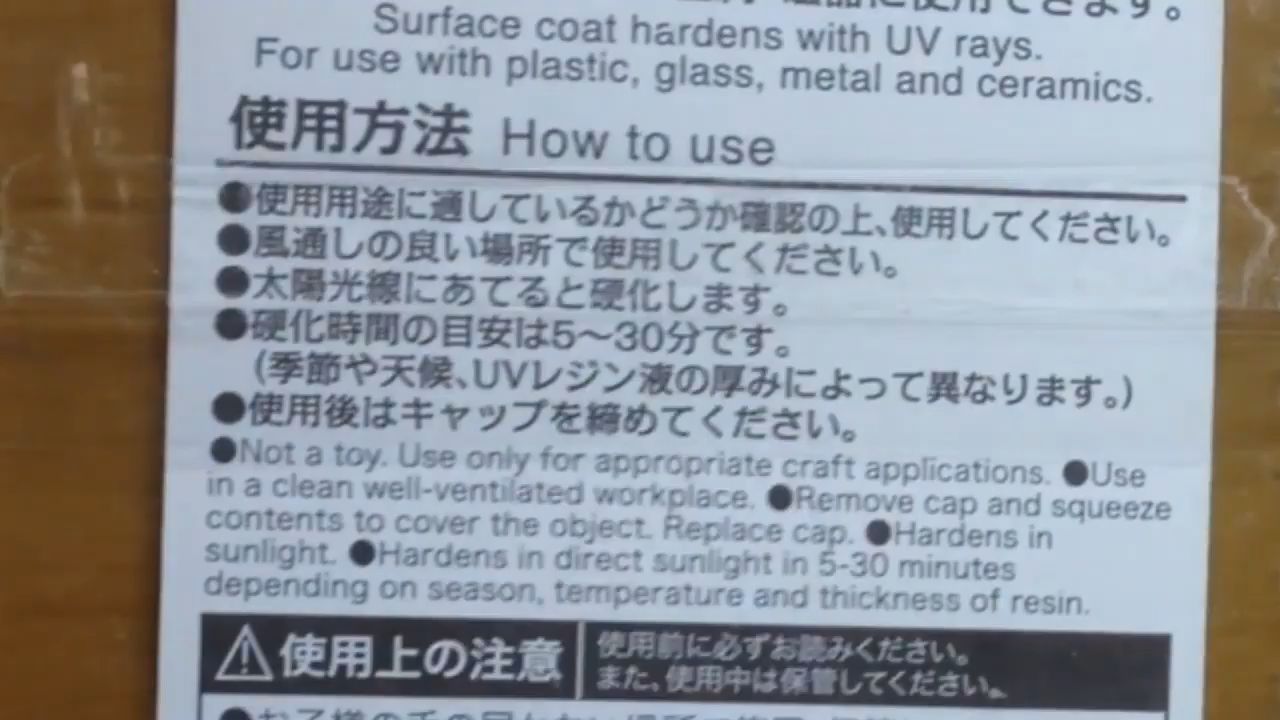 に使用できます。
Surface coat hardens with UV rays.
For use with plastic, glass, metal and ceramics.
使用方法 How to use
●使用用途に適しているかどうか確認の上、使用してください。
●風通しの良い場所で使用してください。
●太陽光線にあてると硬化します。
●硬化時間の目安は5〜30分です。
(季節や天候、UVレジン液の厚みによって異なります。)
●使用後はキャップを締めてください。
●Not a toy. Use only for appropriate craft applications. ●Use
in a clean well-ventilated workplace. ●Remove cap and squeeze
contents to cover the object. Replace cap. ●Hardens in
sunlight. ●Hardens in direct sunlight in 5-30 minutes
depending on season, temperature and thickness of resin.
⚠使用上の注意
使用前に必ずお読みください。
また、使用中は保管してください。